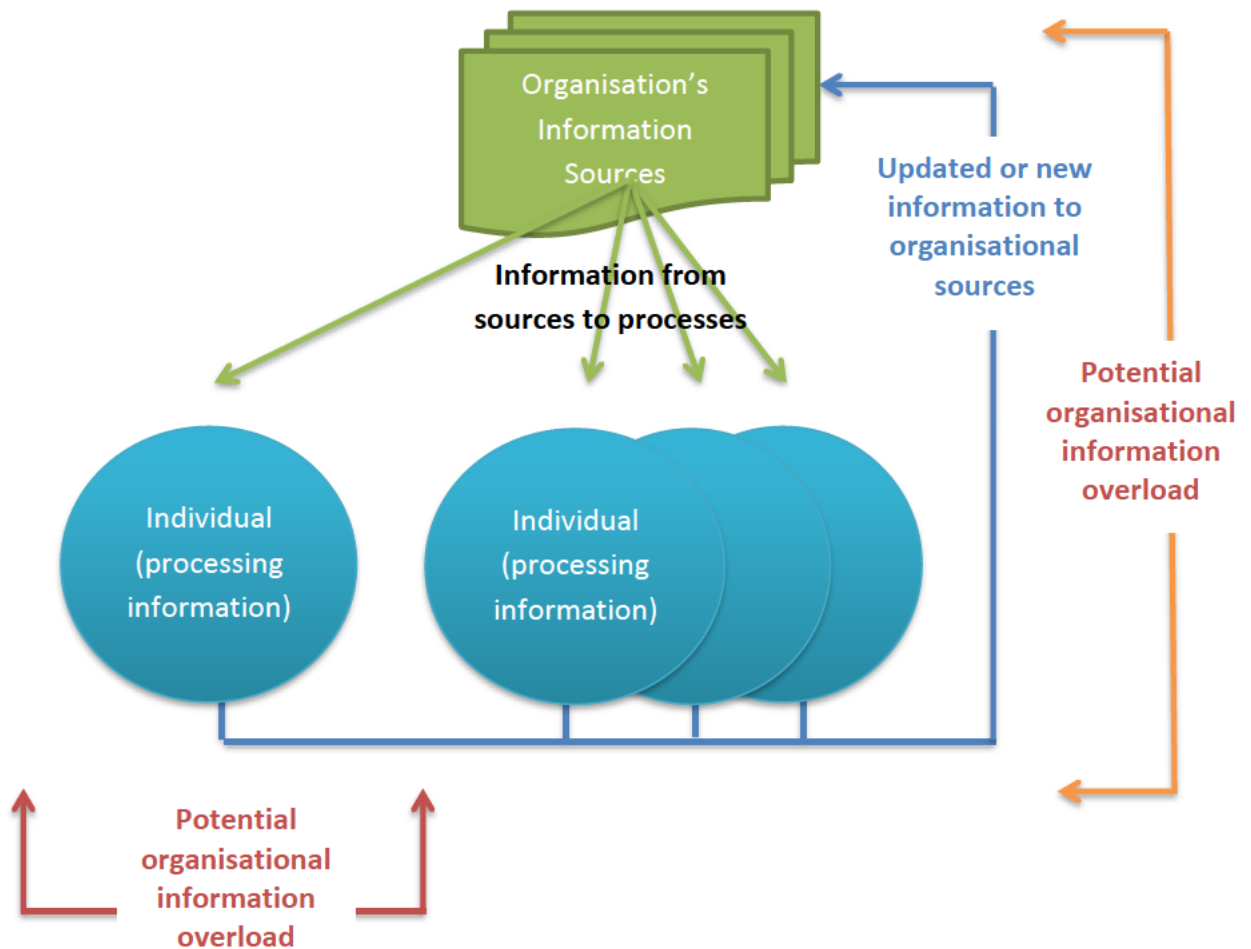 Organisation's
Information
Sources
Updated or new
information to
organisational
sources
Information from
sources to processes
Potential
organisational
information
overload
Individual
(processing
information)
Individual
(processing
information)
Potential
organisational
information
overload